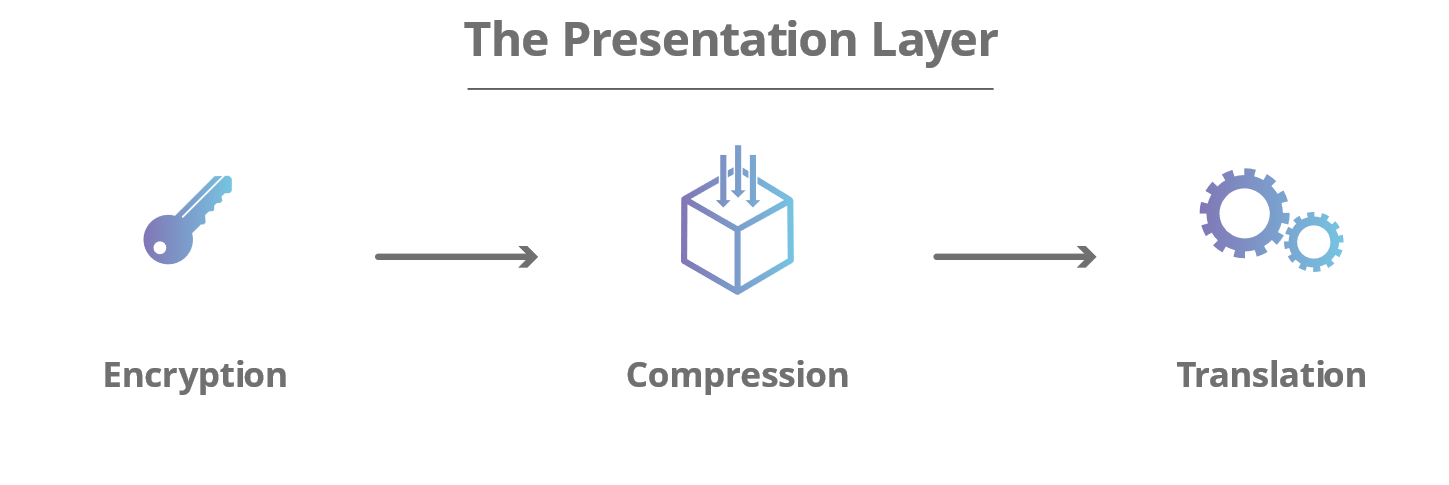 The Presentation Layer
Encryption
Compression
Translation